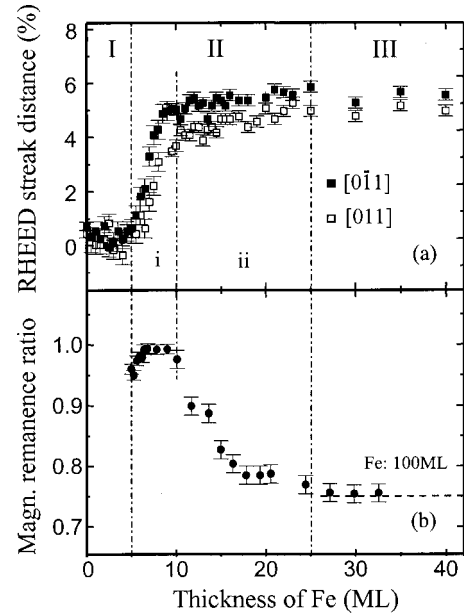 I II III
RHEED streak distance (%)
8
6
4
2
0
■ [01̄1]
□ [011]
i ii (a)
Magn. remanence ratio
1.0
0.9
0.8
0.7
Fe: 100ML
(b)
0 10 20 30 40
Thickness of Fe (ML)